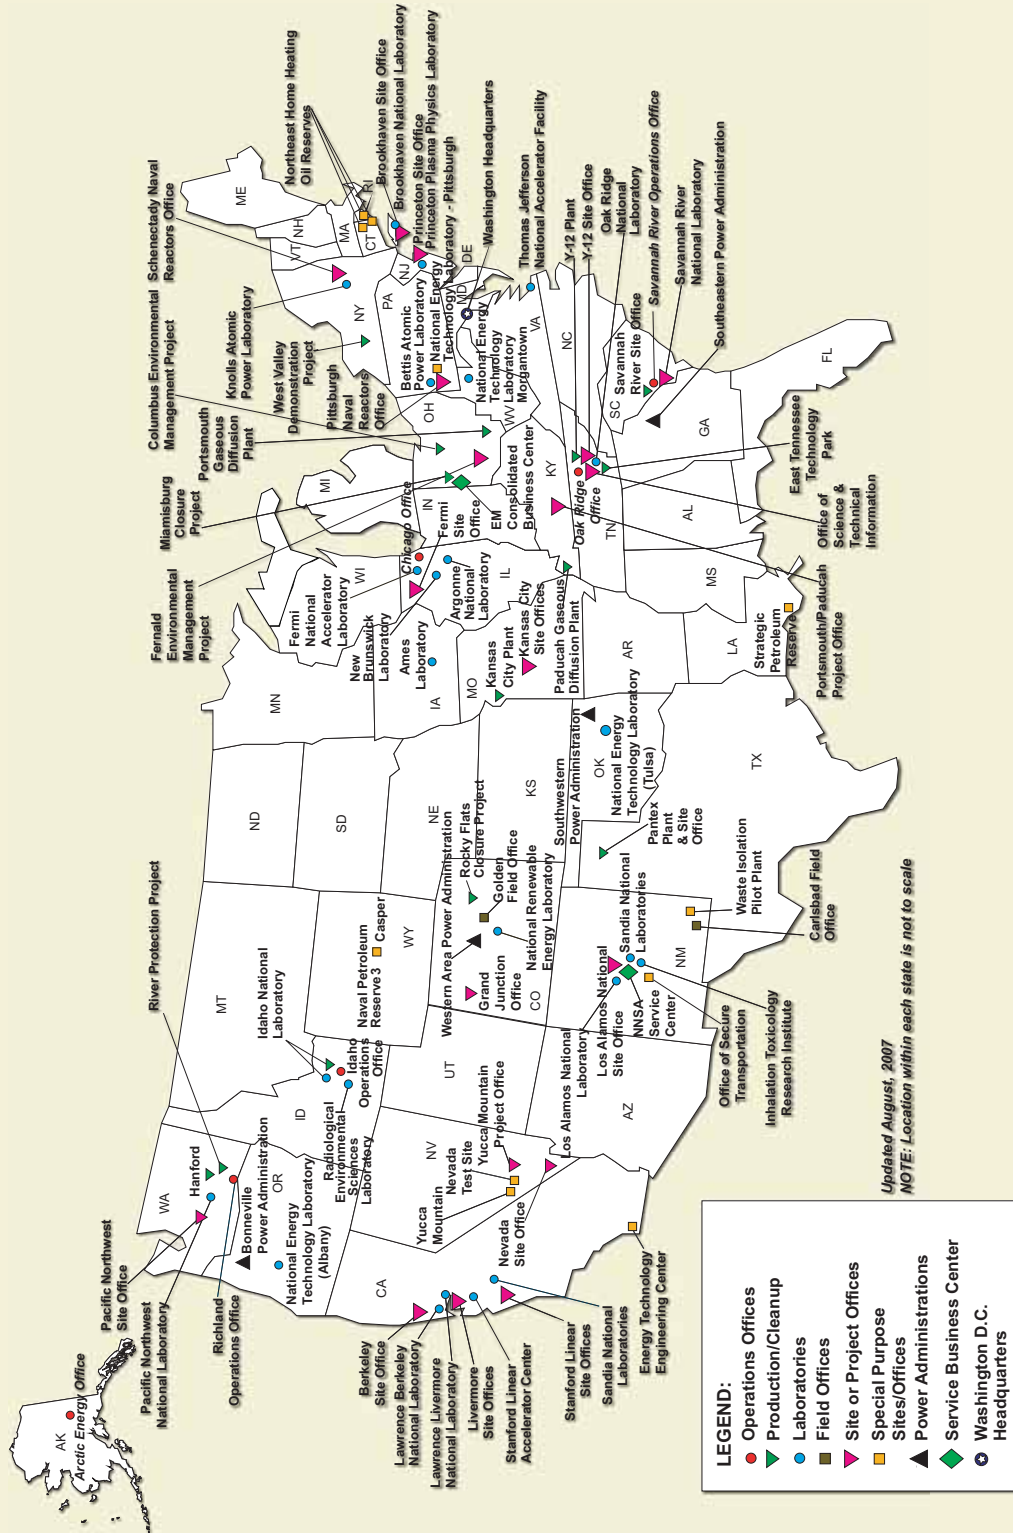 AK
Arctic Energy Office
Pacific Northwest
Site Office
Pacific Northwest
National Laboratory
Richland
Operations Office
WA
Hanford
River Protection Project
Bonneville
Power Administration
OR
National Energy
Technology Laboratory
(Albany)
Idaho National
Laboratory
ID
Idaho
Operations
Office
Radiological
Environmental
Sciences
Laboratory
MT
Naval Petroleum
Reserve3
Casper
WY
ND
SD
NE
KS
MN
IA
Ames
Laboratory
WI
MI
Fermi
National
Accelerator
Laboratory
New
Brunswick
Laboratory
Argonne
National
Laboratory
IL
Chicago Office
Fermi
Site
Office
IN
EM
Consolidated
Business Center
Fernald
Environmental
Management
Project
Miamisburg
Closure
Project
Portsmouth
Gaseous
Diffusion
Plant
Columbus Environmental
Management Project
OH
West Valley
Demonstration
Project
Pittsburgh
Naval
Reactors
Office
Knolls Atomic
Power Laboratory
Schenectedy Naval
Reactors Office
NY
VT
NH
ME
MA
CT
RI
Northeast Home Heating
Oil Reserves
Brookhaven Site Office
Brookhaven National Laboratory
Princeton Site Office
Princeton Plasma Physics Laboratory
NJ
PA
DE
MD
Bettis Atomic
Power Laboratory
National Energy
Technology Laboratory - Pittsburgh
Washington Headquarters
National Energy
Technology
Laboratory
Morgantown
WV
VA
Thomas Jefferson
National Accelerator Facility
Y-12 Plant
Y-12 Site Office
Oak Ridge
National
Laboratory
NC
KY
TN
Oak Ridge
Office
SC
Savannah
River Site Office
Savannah River Operations Office
Savannah River
National Laboratory
Southeastern Power Administration
GA
FL
AL
MS
East Tennessee
Technology
Park
Office of
Science &
Technical
Information
Portsmouth/Paducah
Project Office
Strategic
Petroleum
Reserve
LA
AR
MO
Kansas
City Plant
Kansas City
Site Offices
Paducah Gaseous
Diffusion Plant
Southwestern
Power Administration
OK
National Energy
Technology Laboratory
(Tulsa)
TX
Pantex
Plant
& Site
Office
Western Area Power Administration
Rocky Flats
Closure Project
Golden
Field Office
National Renewable
Energy Laboratory
Grand
Junction
Office
CO
UT
NV
AZ
NM
Los Alamos National
Laboratory
Los Alamos National
Site Office
Sandia National
Laboratories
NNSA
Service
Center
Office of Secure
Transportation
Inhalation Toxicology
Research Institute
Waste Isolation
Pilot Plant
Carlsbad Field
Office
Yucca
Mountain
Nevada
Test Site
Yucca Mountain
Project Office
Nevada
Site Office
CA
Berkeley
Site Office
Lawrence Berkeley
National Laboratory
Lawrence Livermore
National Laboratory
Livermore
Site Offices
Stanford Linear
Accelerator Center
Stanford Linear
Site Offices
Sandia National
Laboratories
Energy Technology
Engineering Center
Updated August, 2007
NOTE: Location within each state is not to scale
LEGEND:
Operations Offices
Production/Cleanup
Laboratories
Field Offices
Site or Project Offices
Special Purpose
Sites/Offices
Power Administrations
Service Business Center
Washington D.C.
Headquarters